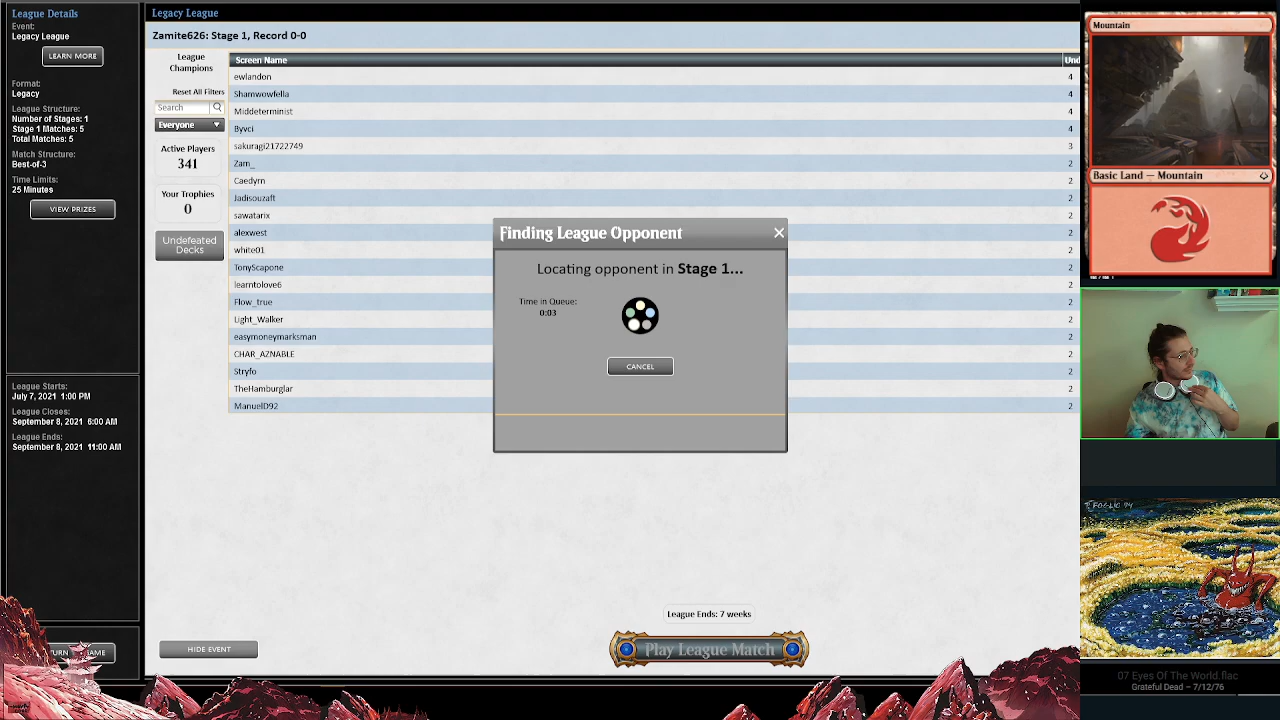 League Details
Event:
Legacy League
LEARN MORE
Format:
Legacy
League Structure:
Number of Stages: 1
Stage 1 Matches: 5
Total Matches: 5
Match Structure:
Best-of-3
Time Limits:
25 Minutes
VIEW PRIZES
League Starts:
July 7, 2021 1:00 PM
League Closes:
September 8, 2021 6:00 AM
League Ends:
September 8, 2021 11:00 AM
Legacy League
Zamite626: Stage 1, Record 0-0
League
Champions
Reset All Filters
Search
Everyone
Active Players
341
Your Trophies
0
Undefeated
Decks
Screen Name
ewlandon 4
Shamwowfella 4
Middeterminist 4
Byvci 4
sakuragi21722749 3
Zam_ 2
Caedyrn 2
Jadisouzaft 2
sawatarix 2
alexwest 2
white01 2
TonyScapone 2
learntolove6 2
Flow_true 2
Light_Walker 2
easymoneymarksman 2
CHAR_AZNABLE 2
Stryfo 2
TheHamburglar 2
ManuelD92 2
Finding League Opponent
Locating opponent in Stage 1...
Time in Queue:
0:03
CANCEL
League Ends: 7 weeks
Play League Match
HIDE EVENT
Mountain
Basic Land — Mountain
FOGLIO 94
07 Eyes Of The World.flac
Grateful Dead – 7/12/76